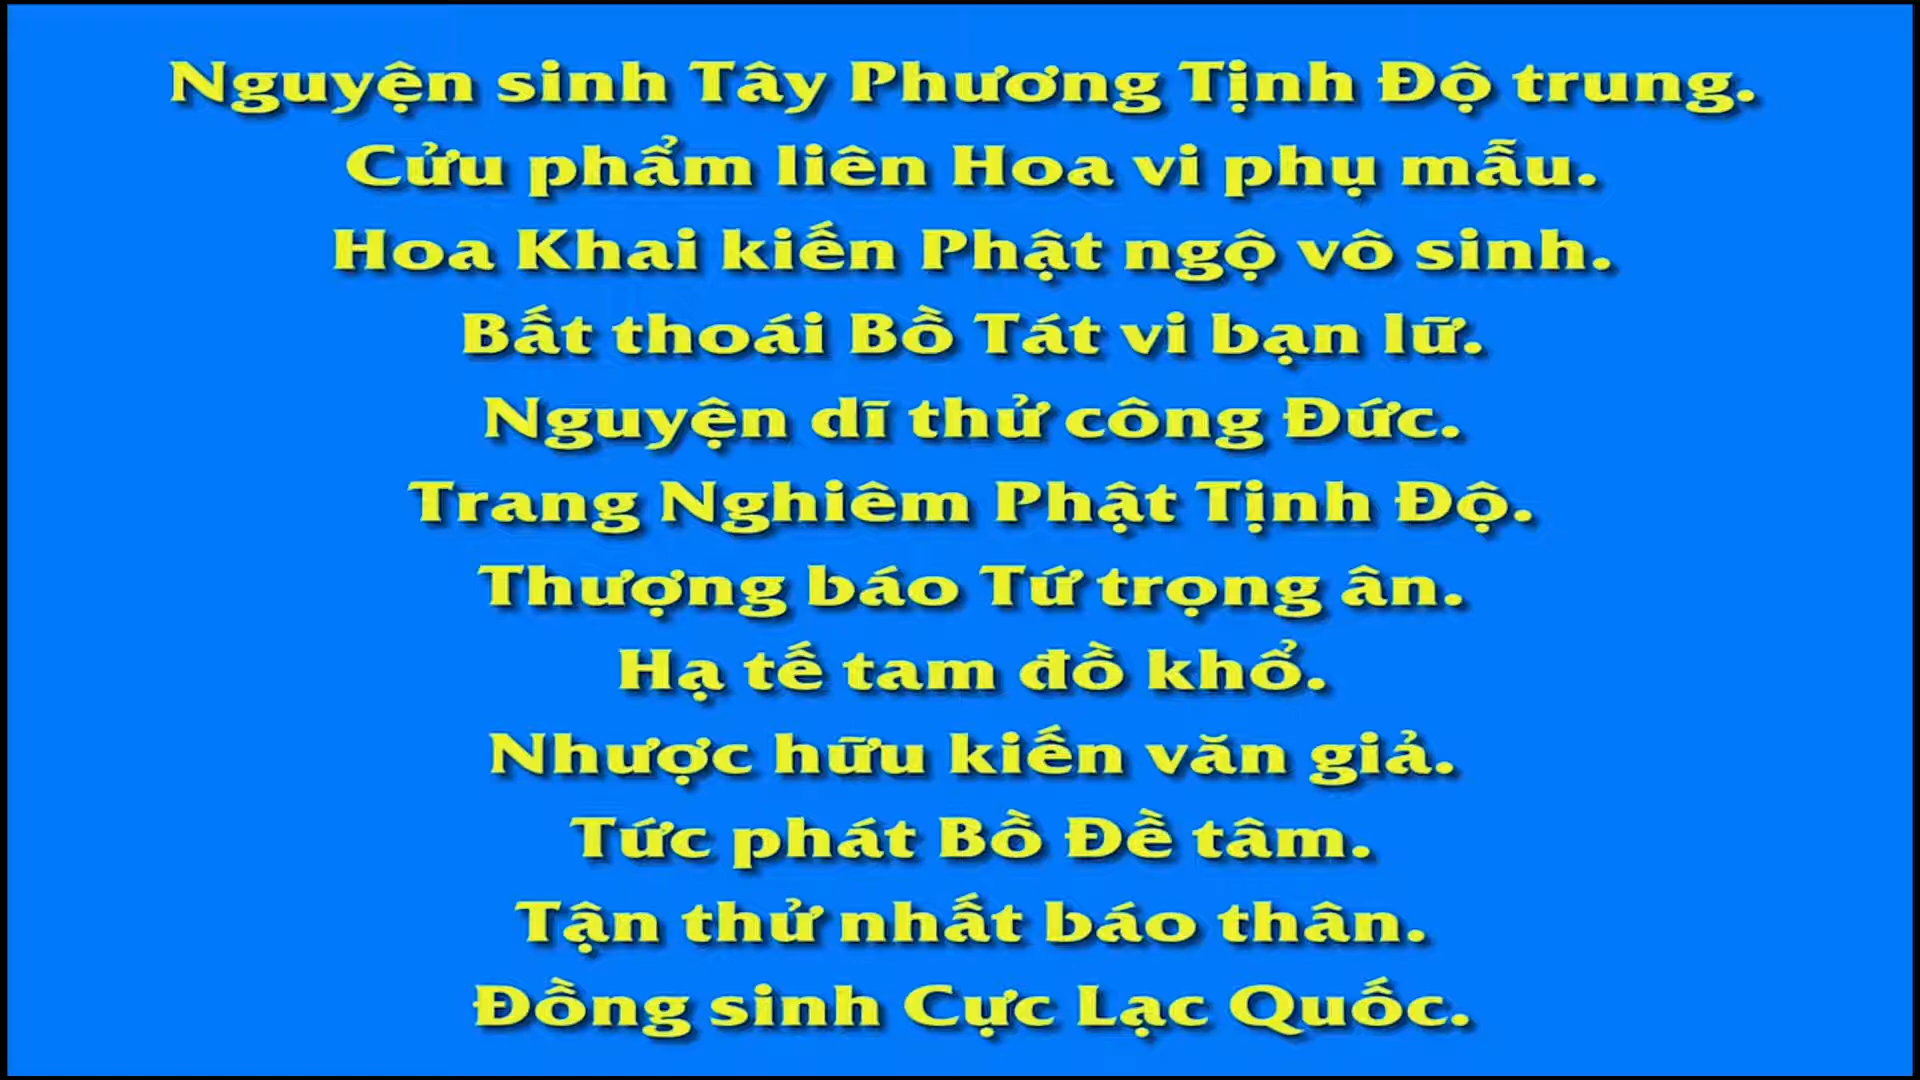 Nguyện sinh Tây Phương Tịnh Độ trung.
Cửu phẩm liên Hoa vi phụ mẫu.
Hoa Khai kiến Phật ngộ vô sinh.
Bất thoái Bồ Tát vi bạn lữ.
Nguyện dĩ thử công Đức.
Trang Nghiêm Phật Tịnh Độ.
Thượng báo Tứ trọng ân.
Hạ tế tam đồ khổ.
Nhược hữu kiến văn giả.
Tức phát Bồ Đề tâm.
Tận thử nhất báo thân.
Đồng sinh Cực Lạc Quốc.